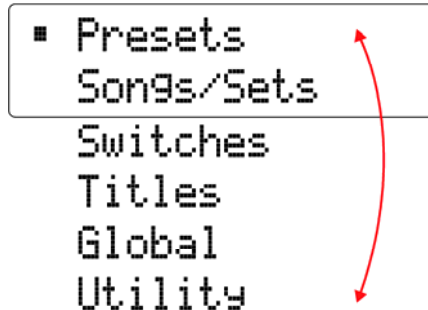 Presets
Songs/Sets
Switches
Titles
Global
Utility